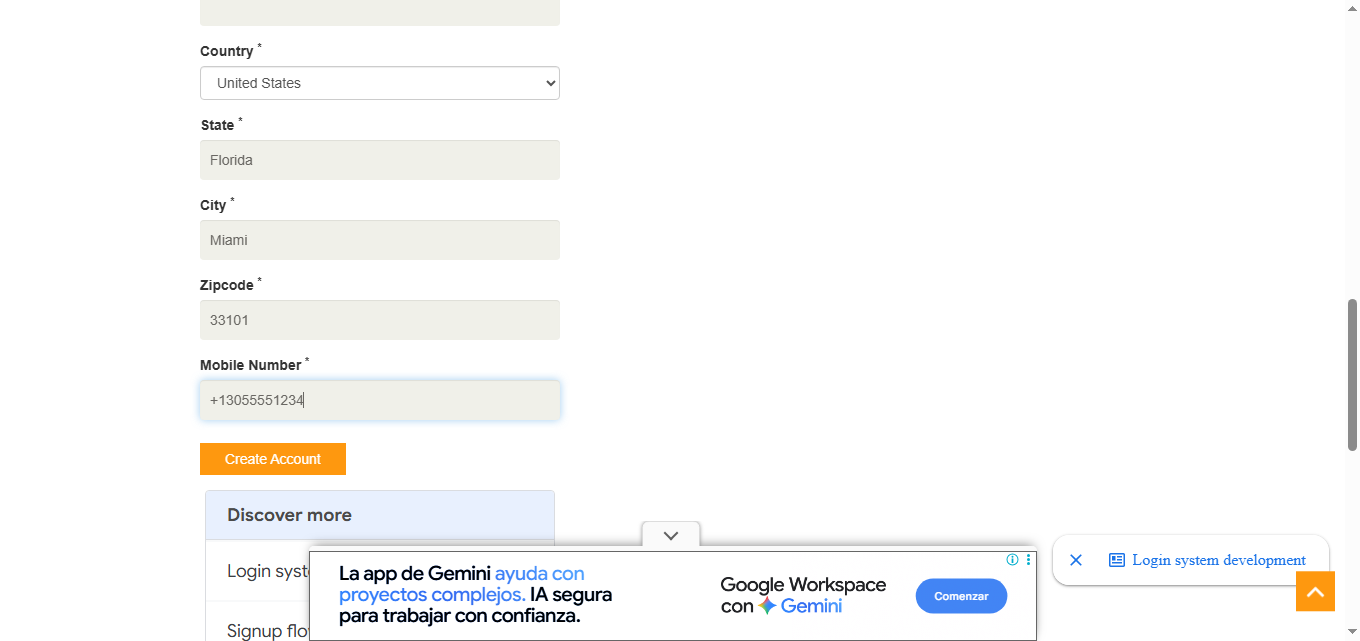 Country *
United States
State *
Florida
City *
Miami
Zipcode *
33101
Mobile Number *
+13055551234
Create Account
Discover more
Login syst
Signup flo
La app de Gemini ayuda con
proyectos complejos. IA segura
para trabajar con confianza.
Google Workspace
con Gemini
Comenzar
Login system development